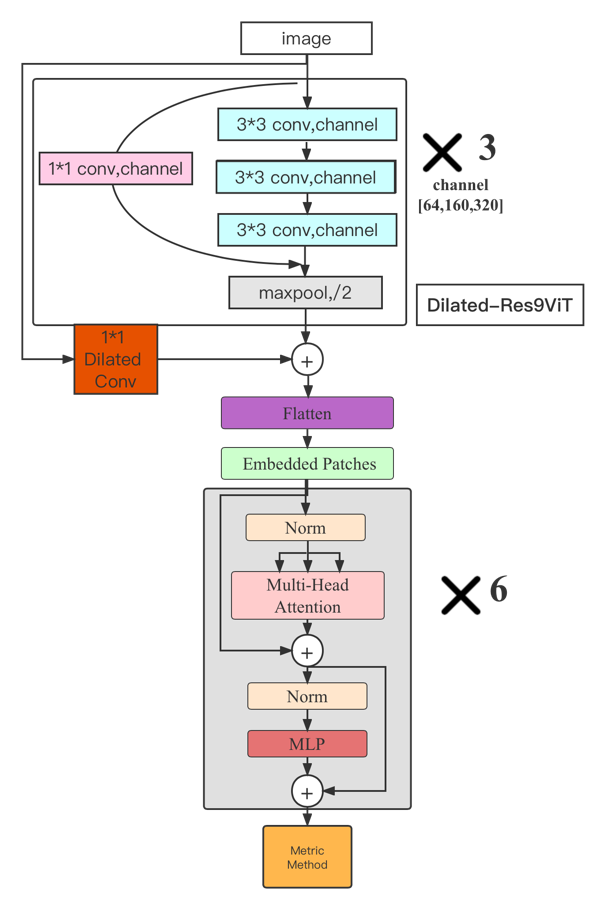 image
3*3 conv,channel
1*1 conv,channel
3*3 conv,channel
3*3 conv,channel
maxpool,/2
3
channel
[64,160,320]
Dilated-Res9ViT
1*1
Dilated
Conv
+
Flatten
Embedded Patches
Norm
Multi-Head
Attention
+
6
Norm
MLP
+
Metric
Method